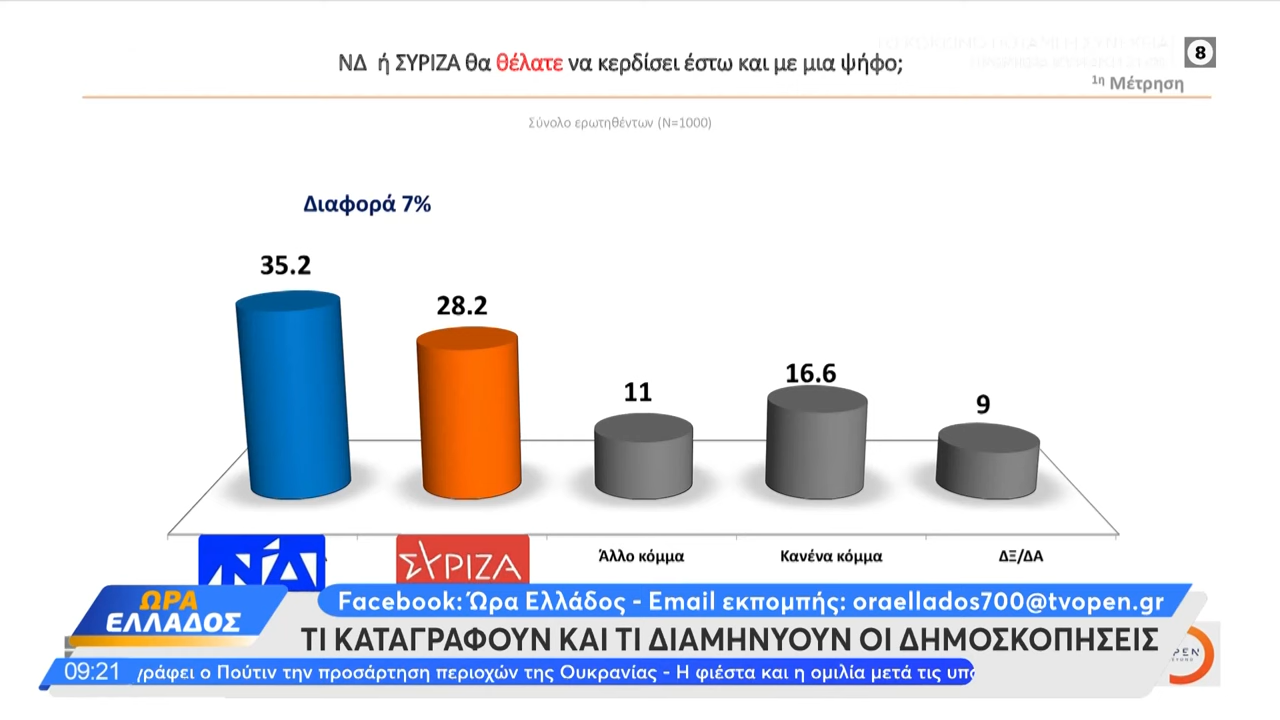 ΝΔ ή ΣΥΡΙΖΑ θα θέλατε να κερδίσει έστω και με μια ψήφο;
8
1η Μέτρηση
Σύνολο ερωτηθέντων (N=1000)
Διαφορά 7%
35.2
28.2
11
16.6
9
ΝΔ
ΣΥΡΙΖΑ
Άλλο κόμμα
Κανένα κόμμα
ΔΞ/ΔΑ
ΩΡΑ
ΕΛΛΑΔΟΣ
Facebook: Ώρα Ελλάδος - Email εκπομπής: oraellados700@tvopen.gr
ΤΙ ΚΑΤΑΓΡΑΦΟΥΝ ΚΑΙ ΤΙ ΔΙΑΜΗΝΥΟΥΝ ΟΙ ΔΗΜΟΣΚΟΠΗΣΕΙΣ
09:21
γράφει ο Πούτιν την προσάρτηση περιοχών της Ουκρανίας - Η φιέστα και η ομιλία μετά τις υπο